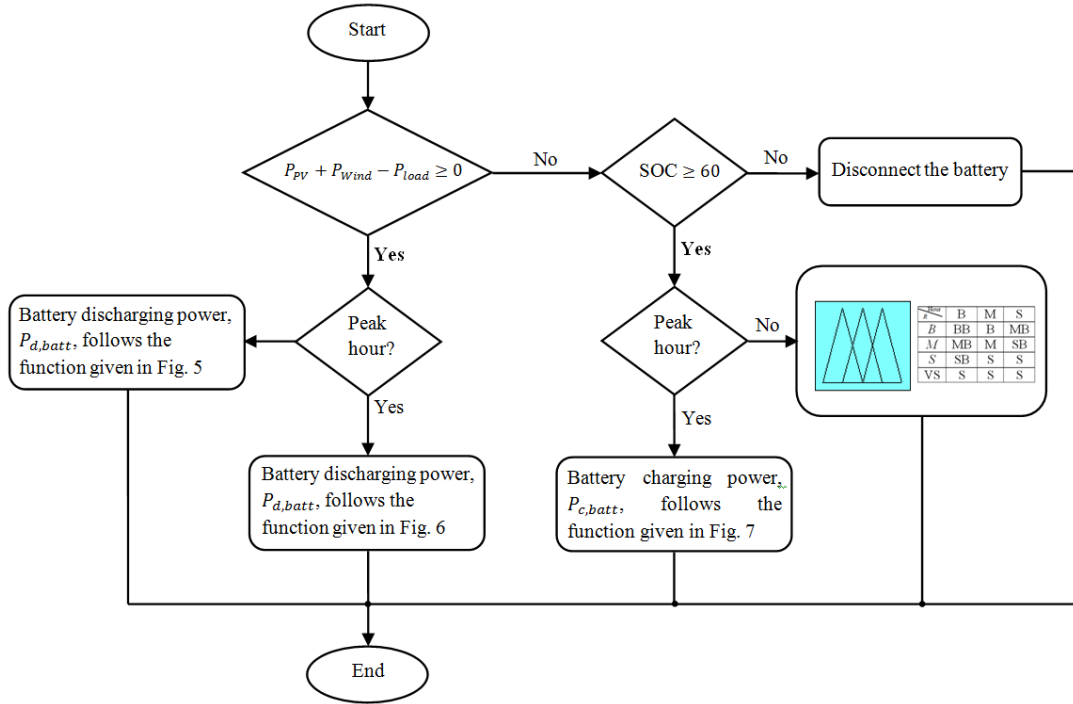 Start
P_PV + P_Wind − P_load ≥ 0
No
SOC ≥ 60
No
Disconnect the battery
Yes
Yes
Battery discharging power,
P_d,batt, follows the
function given in Fig. 5
Peak
hour?
Peak
hour?
No
B M S
B BB B MB
M MB M SB
S SB S S
VS S S S
Yes
Yes
Battery discharging power,
P_d,batt, follows the
function given in Fig. 6
Battery charging power,
P_c,batt, follows the
function given in Fig. 7
End